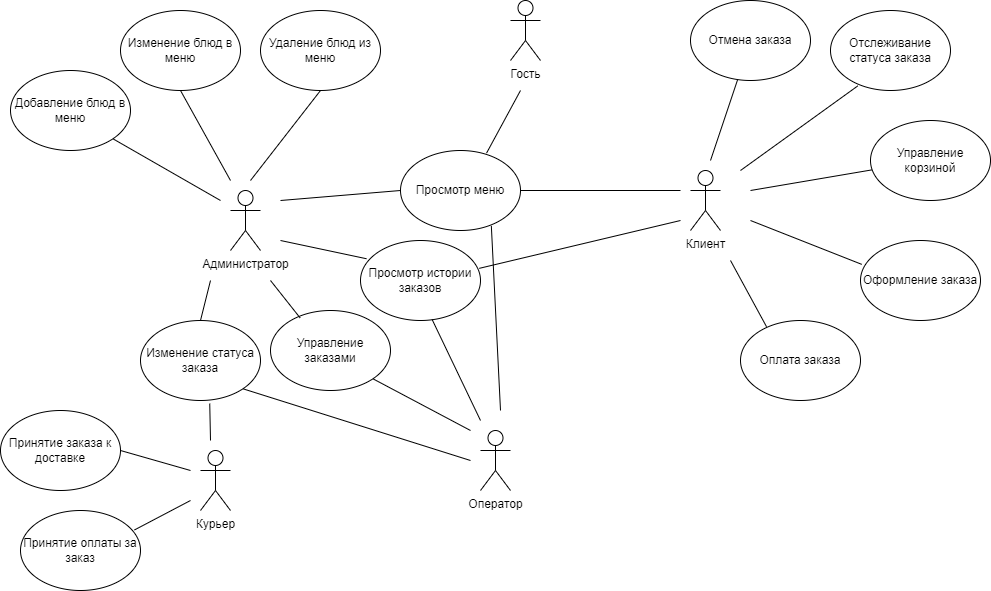 Изменение блюд в
меню
Удаление блюд из
меню
Добавление блюд в
меню
Гость
Отмена заказа
Отслеживание
статуса заказа
Управление
корзиной
Просмотр меню
Клиент
Администратор
Просмотр истории
заказов
Оформление заказа
Изменение статуса
заказа
Управление
заказами
Оплата заказа
Принятие заказа к
доставке
Оператор
Курьер
Принятие оплаты за
заказ